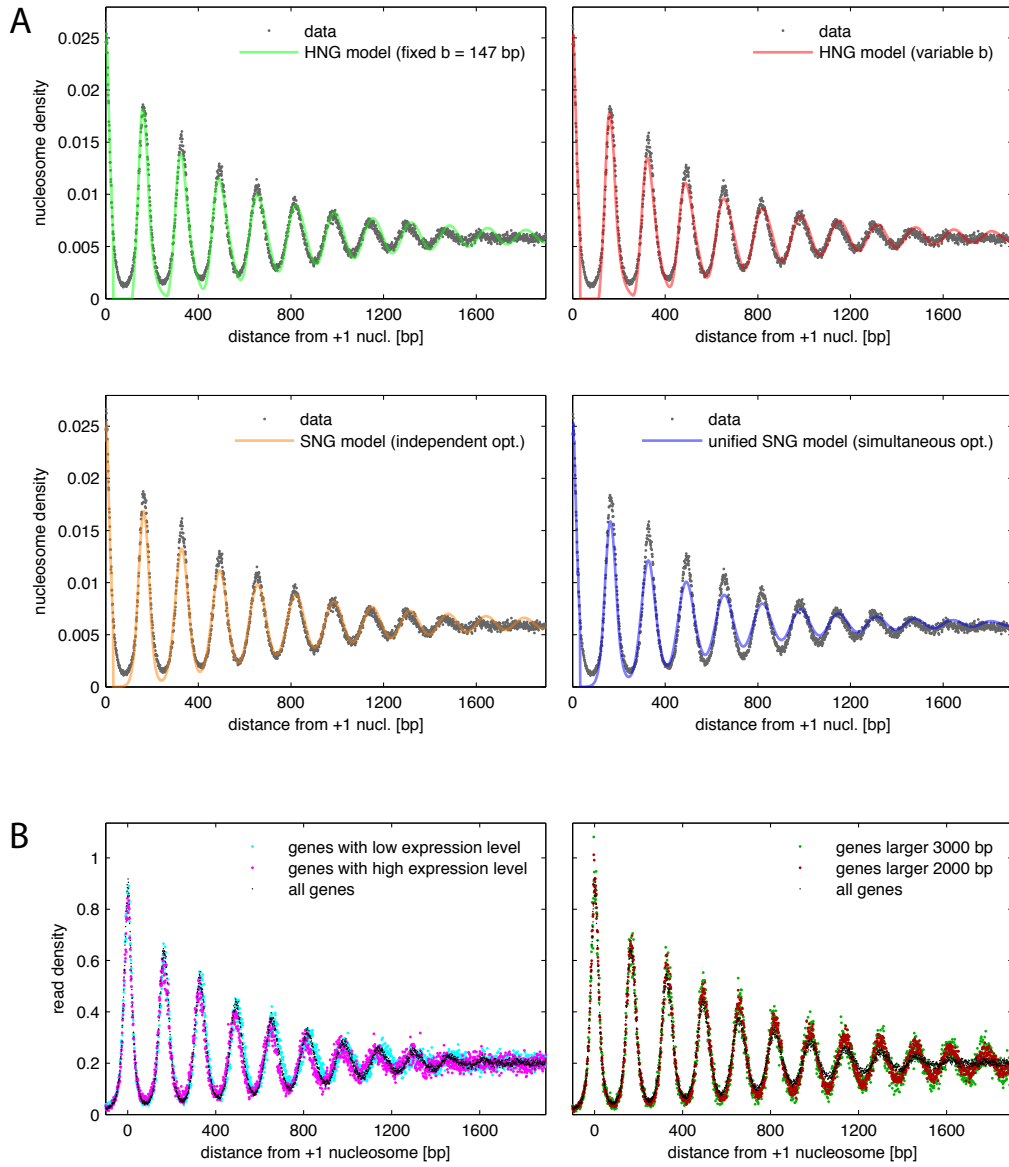 A
data
HNG model (fixed b = 147 bp)
0.025
0.02
0.015
0.01
0.005
0
nucleosome density
0 400 800 1200 1600
distance from +1 nucl. [bp]
data
HNG model (variable b)
0 400 800 1200 1600
distance from +1 nucl. [bp]
data
SNG model (independent opt.)
0.025
0.02
0.015
0.01
0.005
0
nucleosome density
0 400 800 1200 1600
distance from +1 nucl. [bp]
data
unified SNG model (simultaneous opt.)
0 400 800 1200 1600
distance from +1 nucl. [bp]
B
genes with low expression level
genes with high expression level
all genes
1
0.8
0.6
0.4
0.2
0
read density
0 400 800 1200 1600
distance from +1 nucleosome [bp]
genes larger 3000 bp
genes larger 2000 bp
all genes
0 400 800 1200 1600
distance from +1 nucleosome [bp]